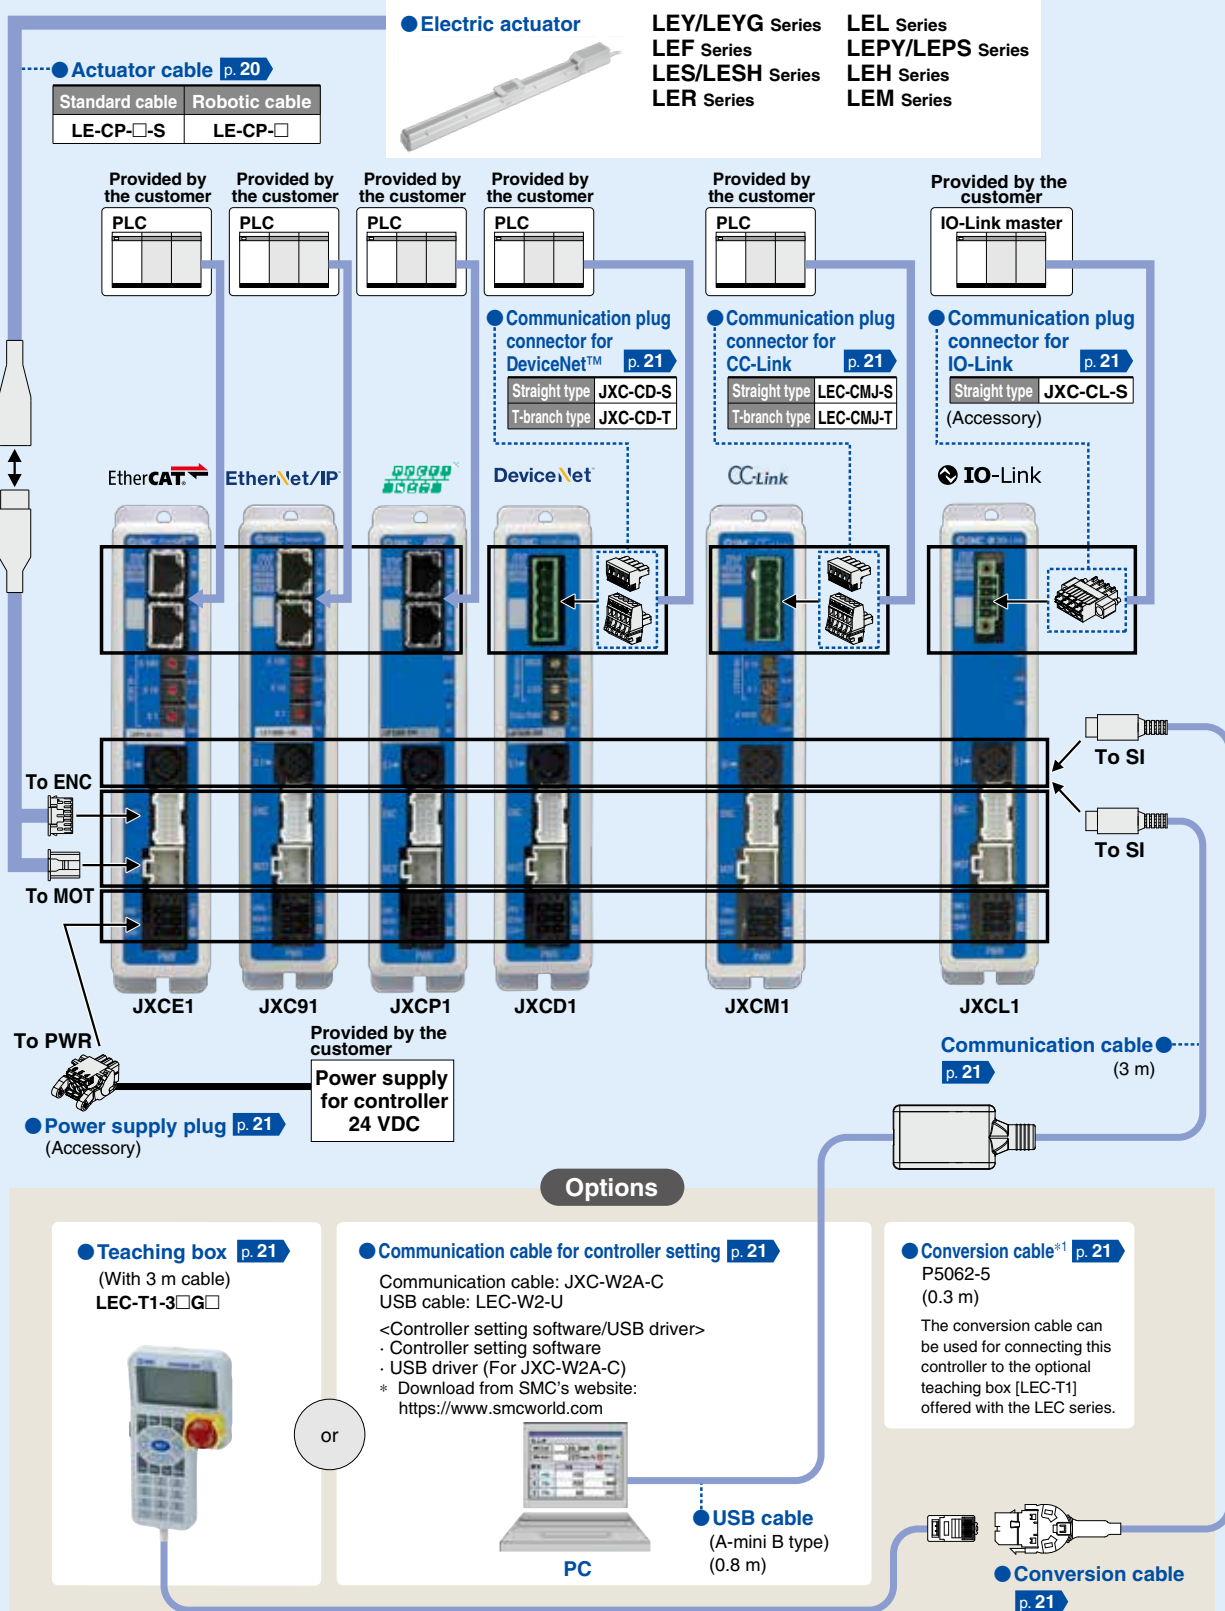 Electric actuator
LEY/LEYG Series
LEF Series
LES/LESH Series
LER Series
LEL Series
LEPY/LEPS Series
LEH Series
LEM Series
Actuator cable p. 20
Standard cable Robotic cable
LE-CP-□-S LE-CP-□
Provided by
the customer
PLC
Provided by
the customer
PLC
Provided by
the customer
PLC
Provided by
the customer
PLC
Provided by
the customer
PLC
Provided by the
customer
IO-Link master
Communication plug
connector for
DeviceNet™ p. 21
Straight type JXC-CD-S
T-branch type JXC-CD-T
Communication plug
connector for
CC-Link p. 21
Straight type LEC-CMJ-S
T-branch type LEC-CMJ-T
Communication plug
connector for
IO-Link p. 21
Straight type JXC-CL-S
(Accessory)
EtherCAT®
EtherNet/IP™
DeviceNet™
CC-Link
IO-Link
To SI
To SI
To ENC
To MOT
JXCE1
JXC91
JXCP1
JXCD1
JXCM1
JXCL1
To PWR
Provided by the
customer
Power supply
for controller
24 VDC
Power supply plug p. 21
(Accessory)
Communication cable
p. 21 (3 m)
Options
Teaching box p. 21
(With 3 m cable)
LEC-T1-3□G□
or
Communication cable for controller setting p. 21
Communication cable: JXC-W2A-C
USB cable: LEC-W2-U
<Controller setting software/USB driver>
· Controller setting software
· USB driver (For JXC-W2A-C)
* Download from SMC's website:
https://www.smcworld.com
PC
USB cable
(A-mini B type)
(0.8 m)
Conversion cable*1 p. 21
P5062-5
(0.3 m)
The conversion cable can
be used for connecting this
controller to the optional
teaching box [LEC-T1]
offered with the LEC series.
Conversion cable
p. 21